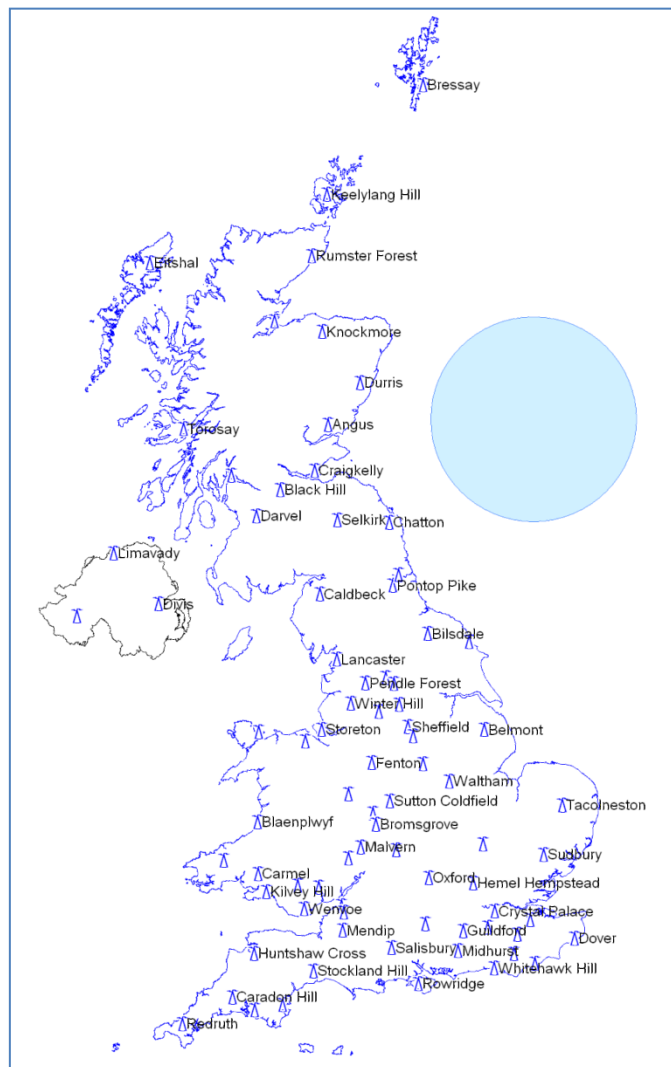 Bressay
Keelylang Hill
Rumster Forest
Eitshal
Knockmore
Durris
Angus
Torosay
Craigkelly
Black Hill
Darvel
Selkirk
Chatton
Limavady
Pontop Pike
Caldbeck
Divis
Bilsdale
Lancaster
Pendle Forest
Winter Hill
Storeton
Sheffield
Belmont
Fenton
Waltham
Sutton Coldfield
Tacolneston
Blaenplwyf
Bromsgrove
Malvern
Sudbury
Carmel
Oxford
Hemel Hempstead
Kilvey Hill
Wenvoe
Crystal Palace
Mendip
Guildford
Dover
Huntshaw Cross
Salisbury
Midhurst
Stockland Hill
Whitehawk Hill
Rowridge
Caradon Hill
Redruth